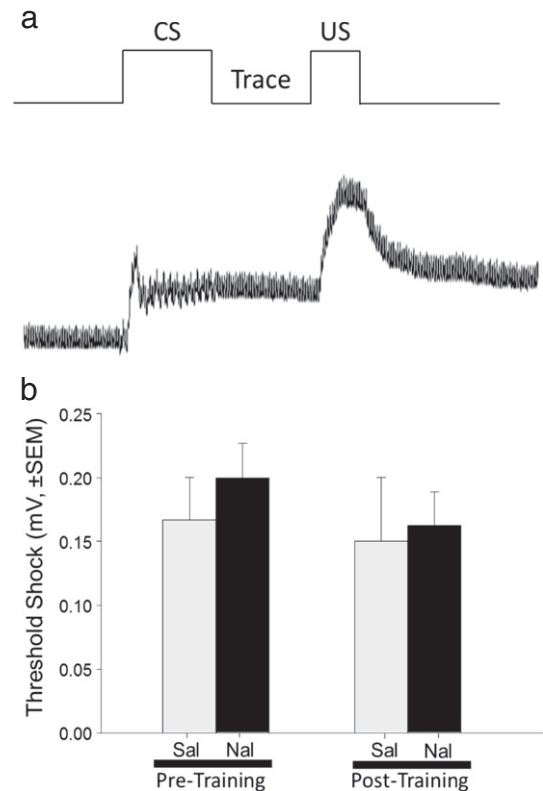 a
CS
US
Trace
b
Threshold Shock (mV, ±SEM)
0.25
0.20
0.15
0.10
0.05
0.00
Sal Nal Sal Nal
Pre-Training Post-Training